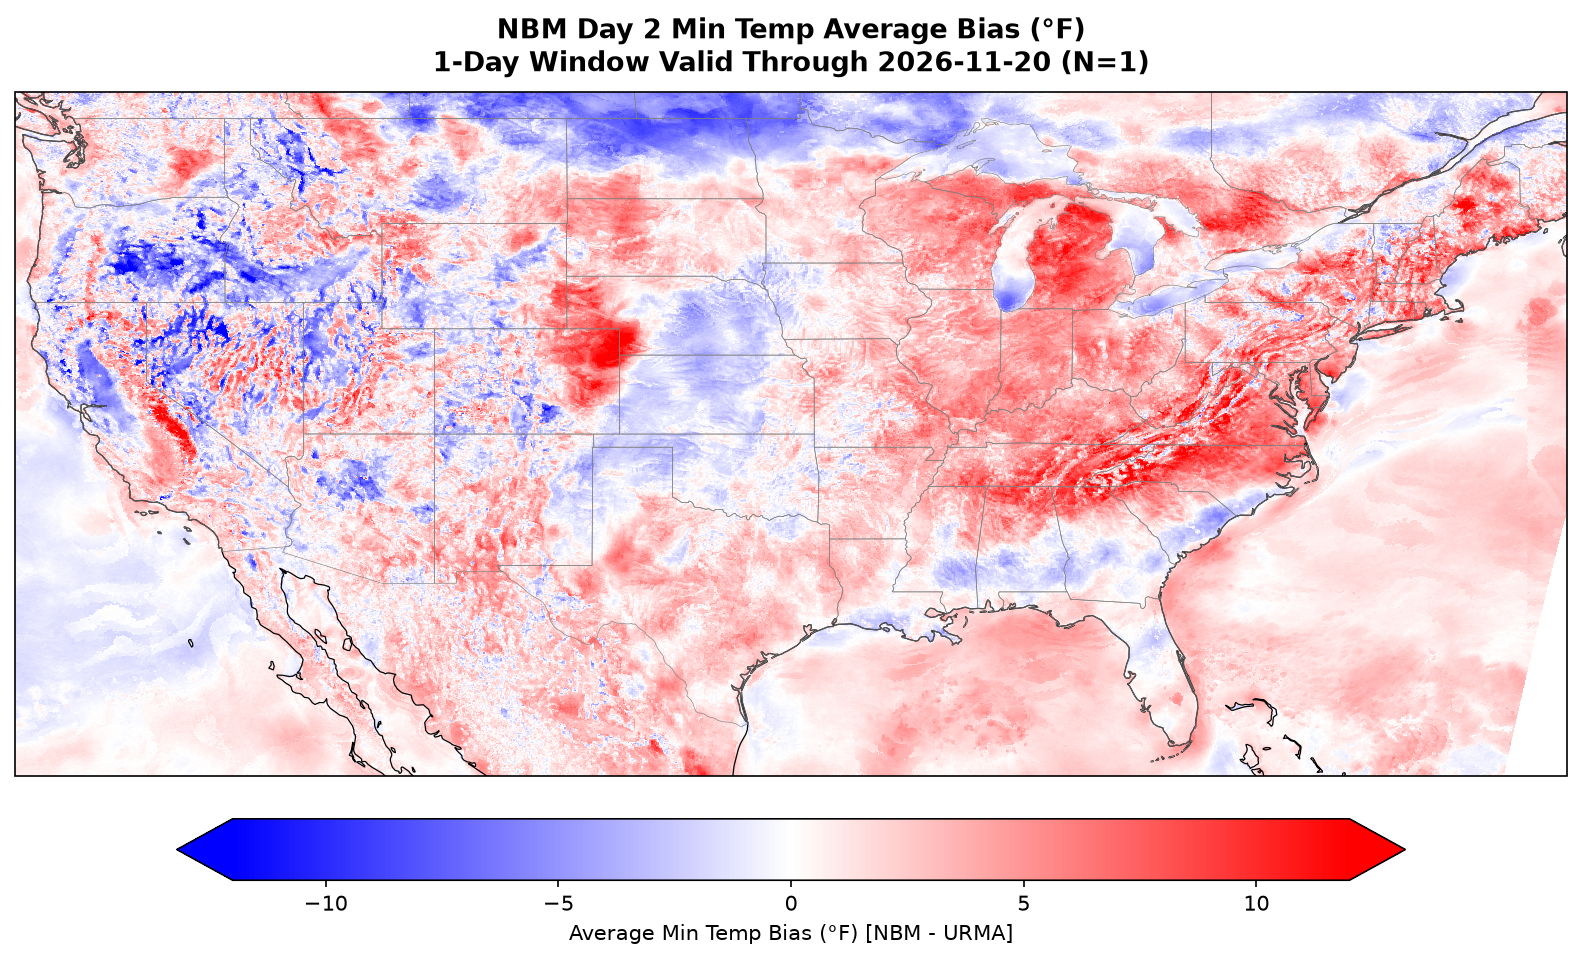 NBM Day 2 Min Temp Average Bias (°F)
1-Day Window Valid Through 2026-11-20 (N=1)
−10 −5 0 5 10
Average Min Temp Bias (°F) [NBM - URMA]